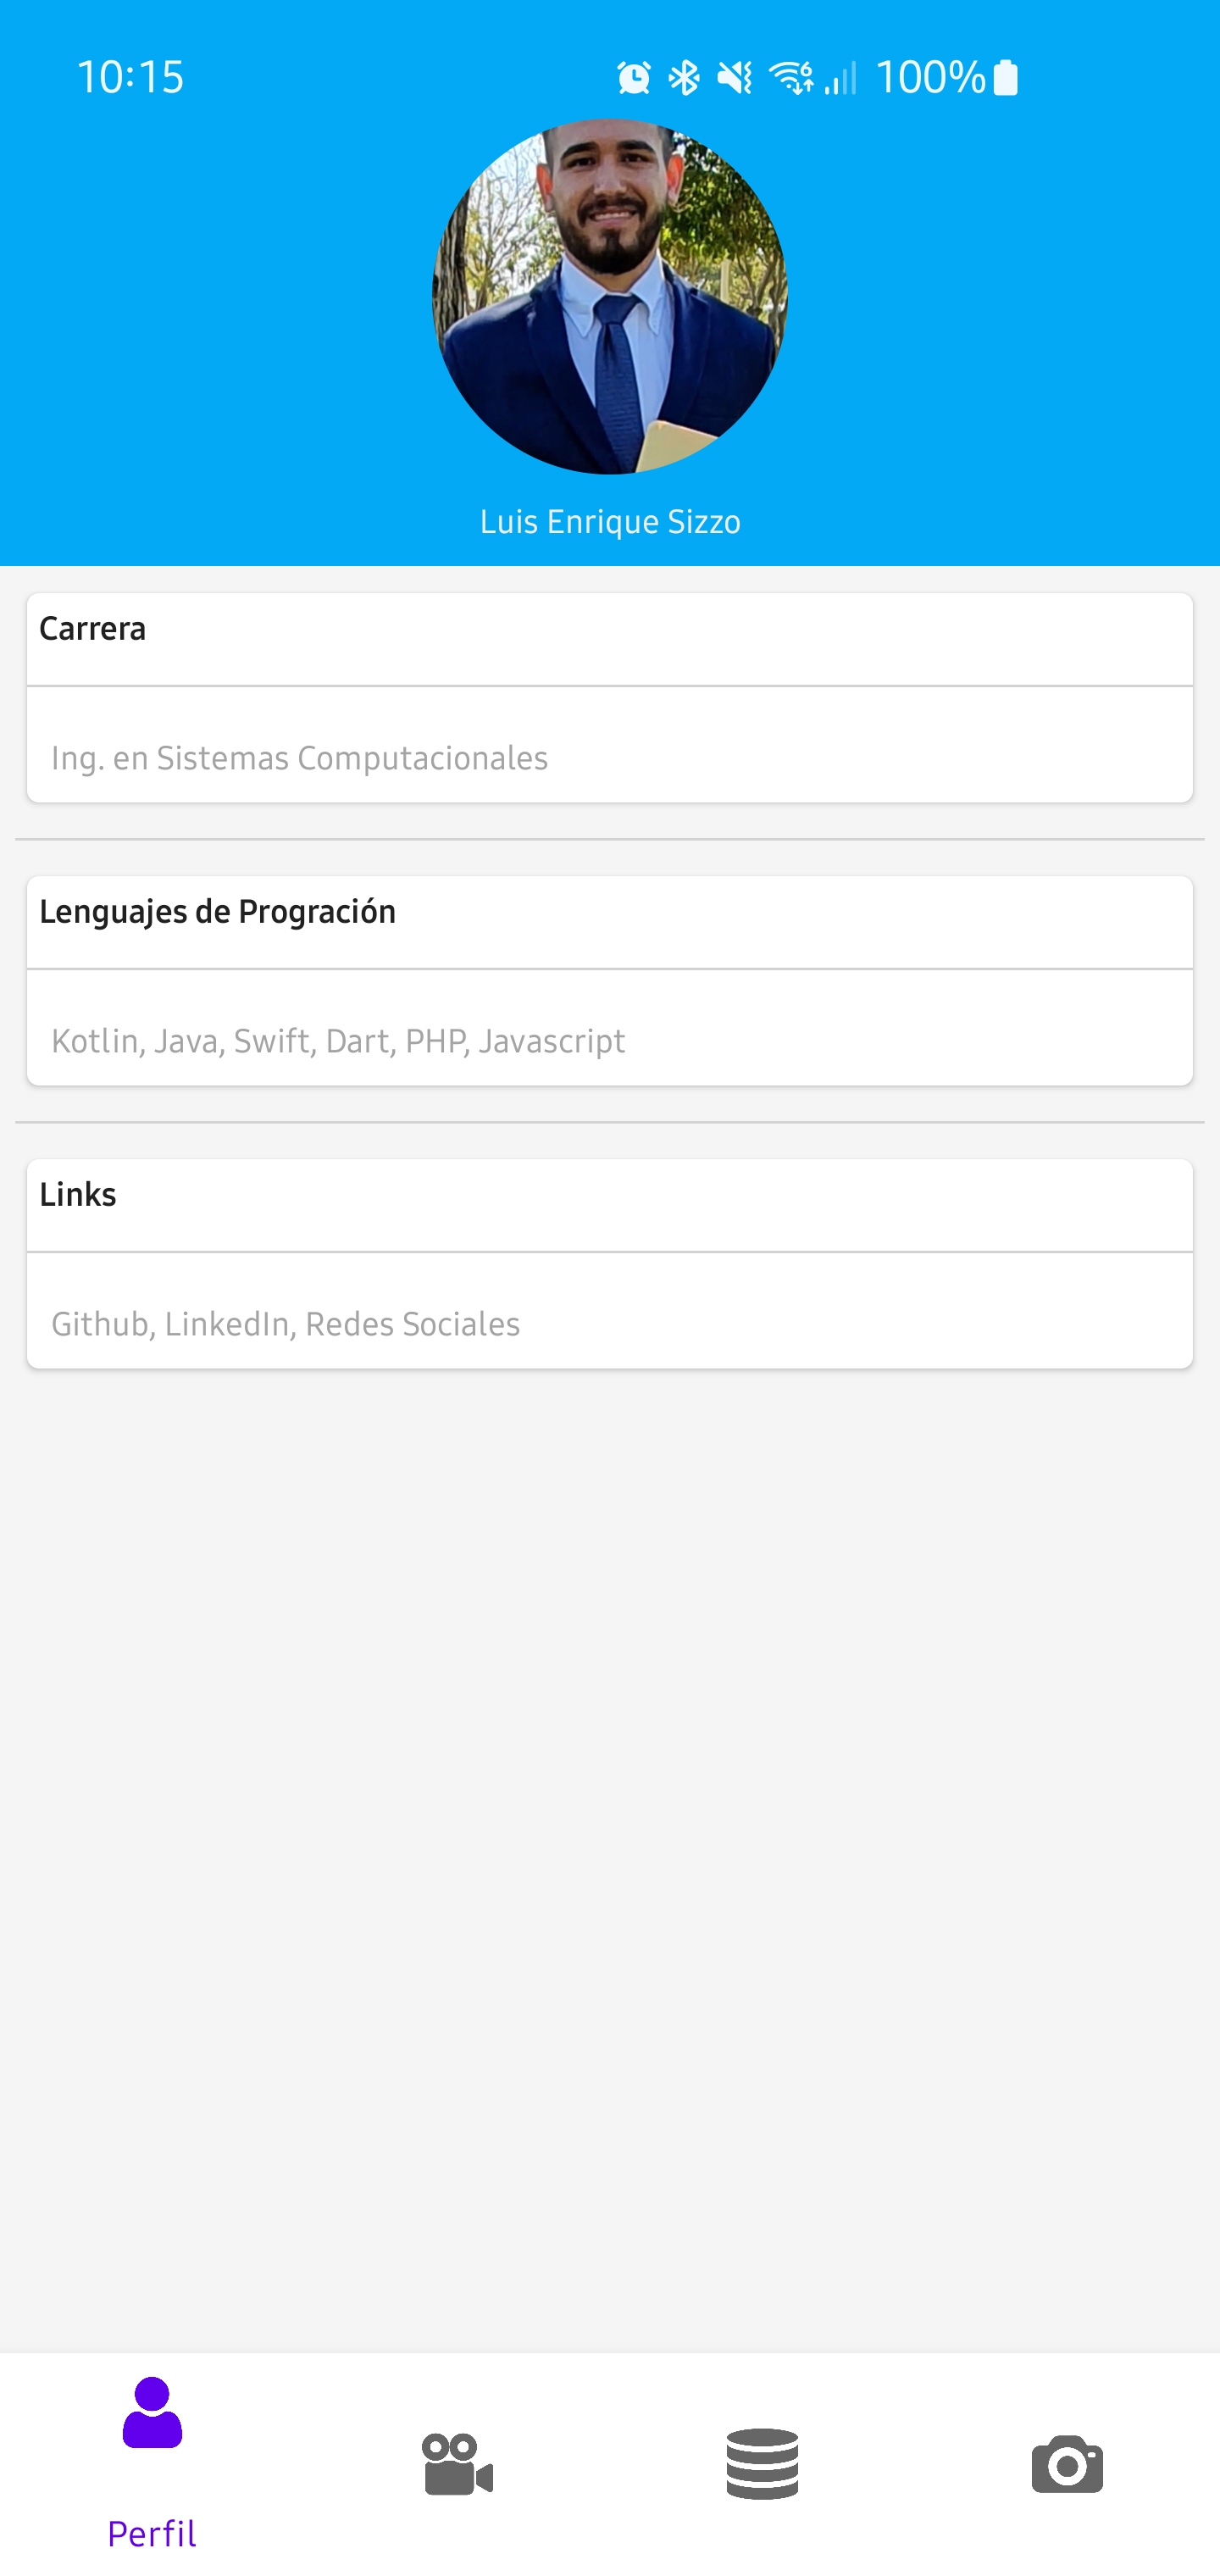 10:15 6 100%
Luis Enrique Sizzo
Carrera
Ing. en Sistemas Computacionales
Lenguajes de Progración
Kotlin, Java, Swift, Dart, PHP, Javascript
Links
Github, LinkedIn, Redes Sociales
Perfil